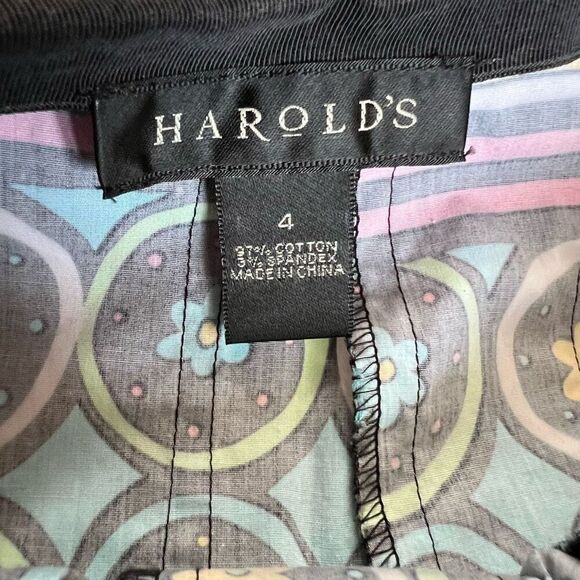 HAROLD'S
4
97% COTTON
3% SPANDEX
MADE IN CHINA